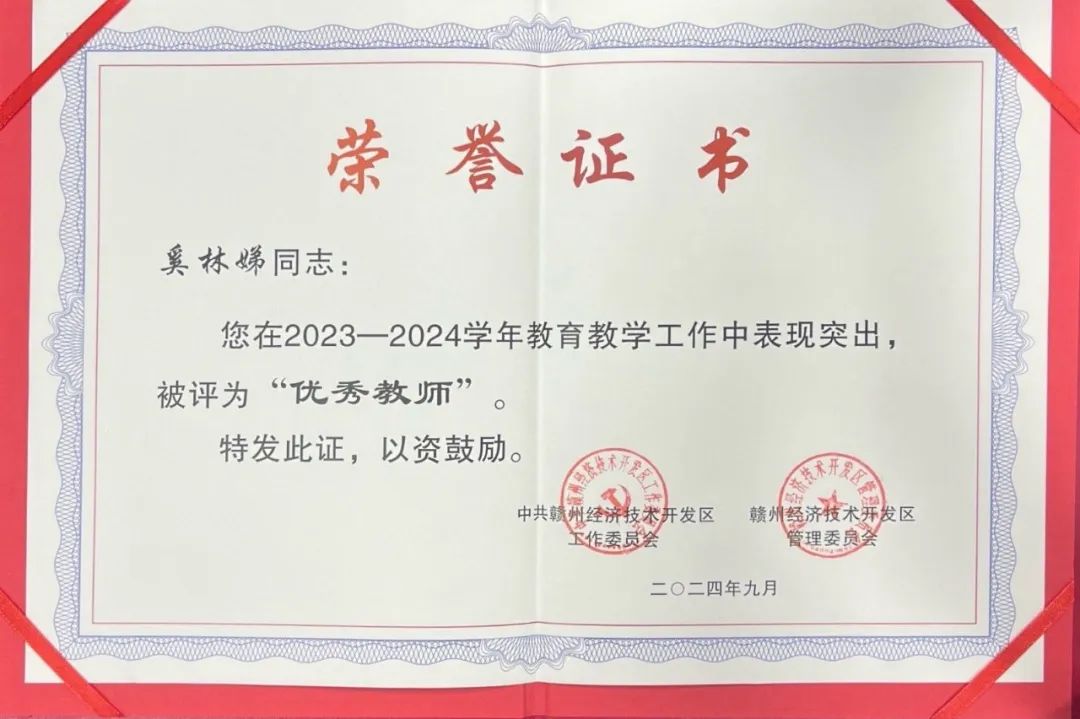 荣誉证书
奚林娣同志：
您在2023—2024学年教育教学工作中表现突出，
被评为“优秀教师”。
特发此证，以资鼓励。
中共赣州经济技术开发区
工作委员会
赣州经济技术开发区
管理委员会
二〇二四年九月